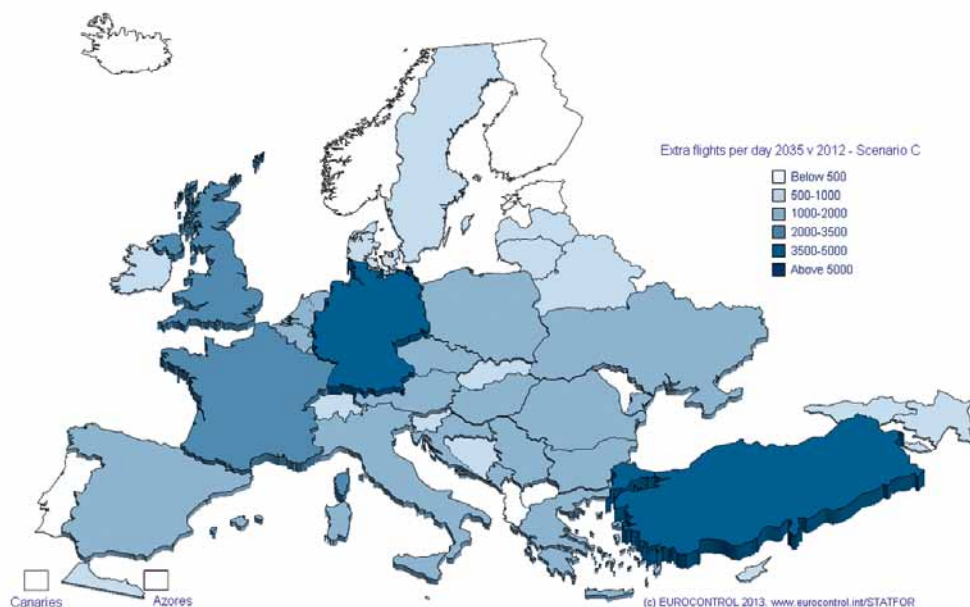 Extra flights per day 2035 v 2012 - Scenario C
Below 500
500-1000
1000-2000
2000-3500
3500-5000
Above 5000
Canaries
Azores
(c) EUROCONTROL 2013. www.eurocontrol.int/STATFOR